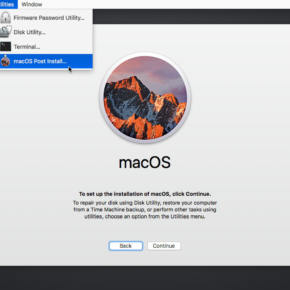 tilities Window
Firmware Password Utility...
Disk Utility...
Terminal...
macOS Post Install...
macOS
To set up the installation of macOS, click Continue.
To repair your disk using Disk Utility, restore your computer
from a Time Machine backup, or perform other tasks using
utilities, choose an option from the Utilities menu.
Back Continue